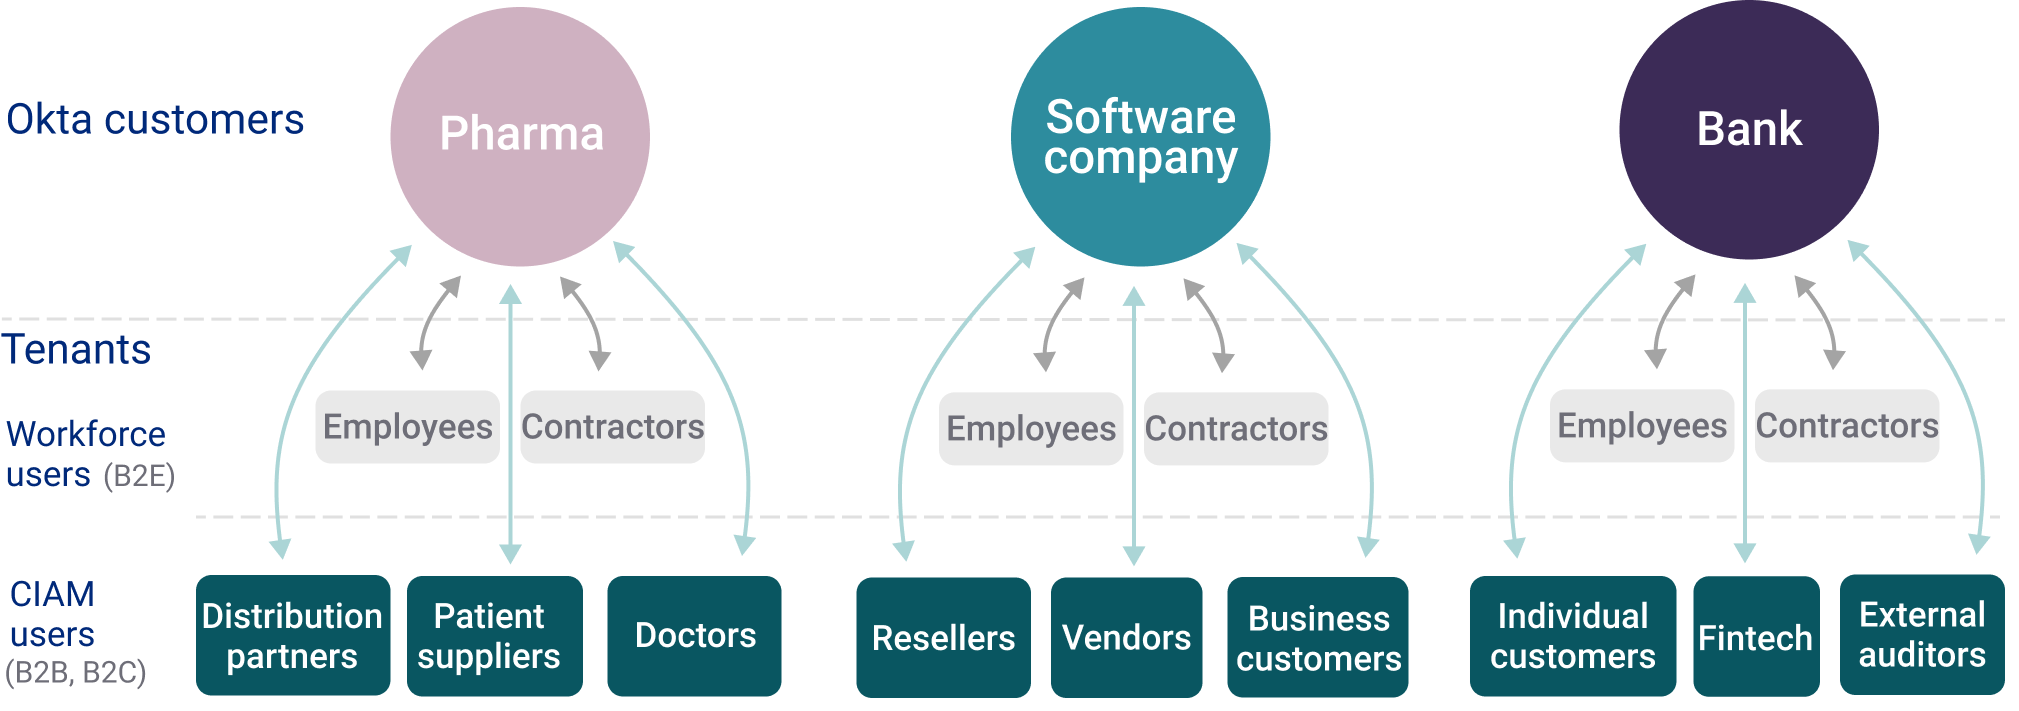 Okta customers
Pharma
Software
company
Bank
Tenants
Workforce
users (B2E)
Employees
Contractors
Employees
Contractors
Employees
Contractors
CIAM
users
(B2B, B2C)
Distribution
partners
Patient
suppliers
Doctors
Resellers
Vendors
Business
customers
Individual
customers
Fintech
External
auditors